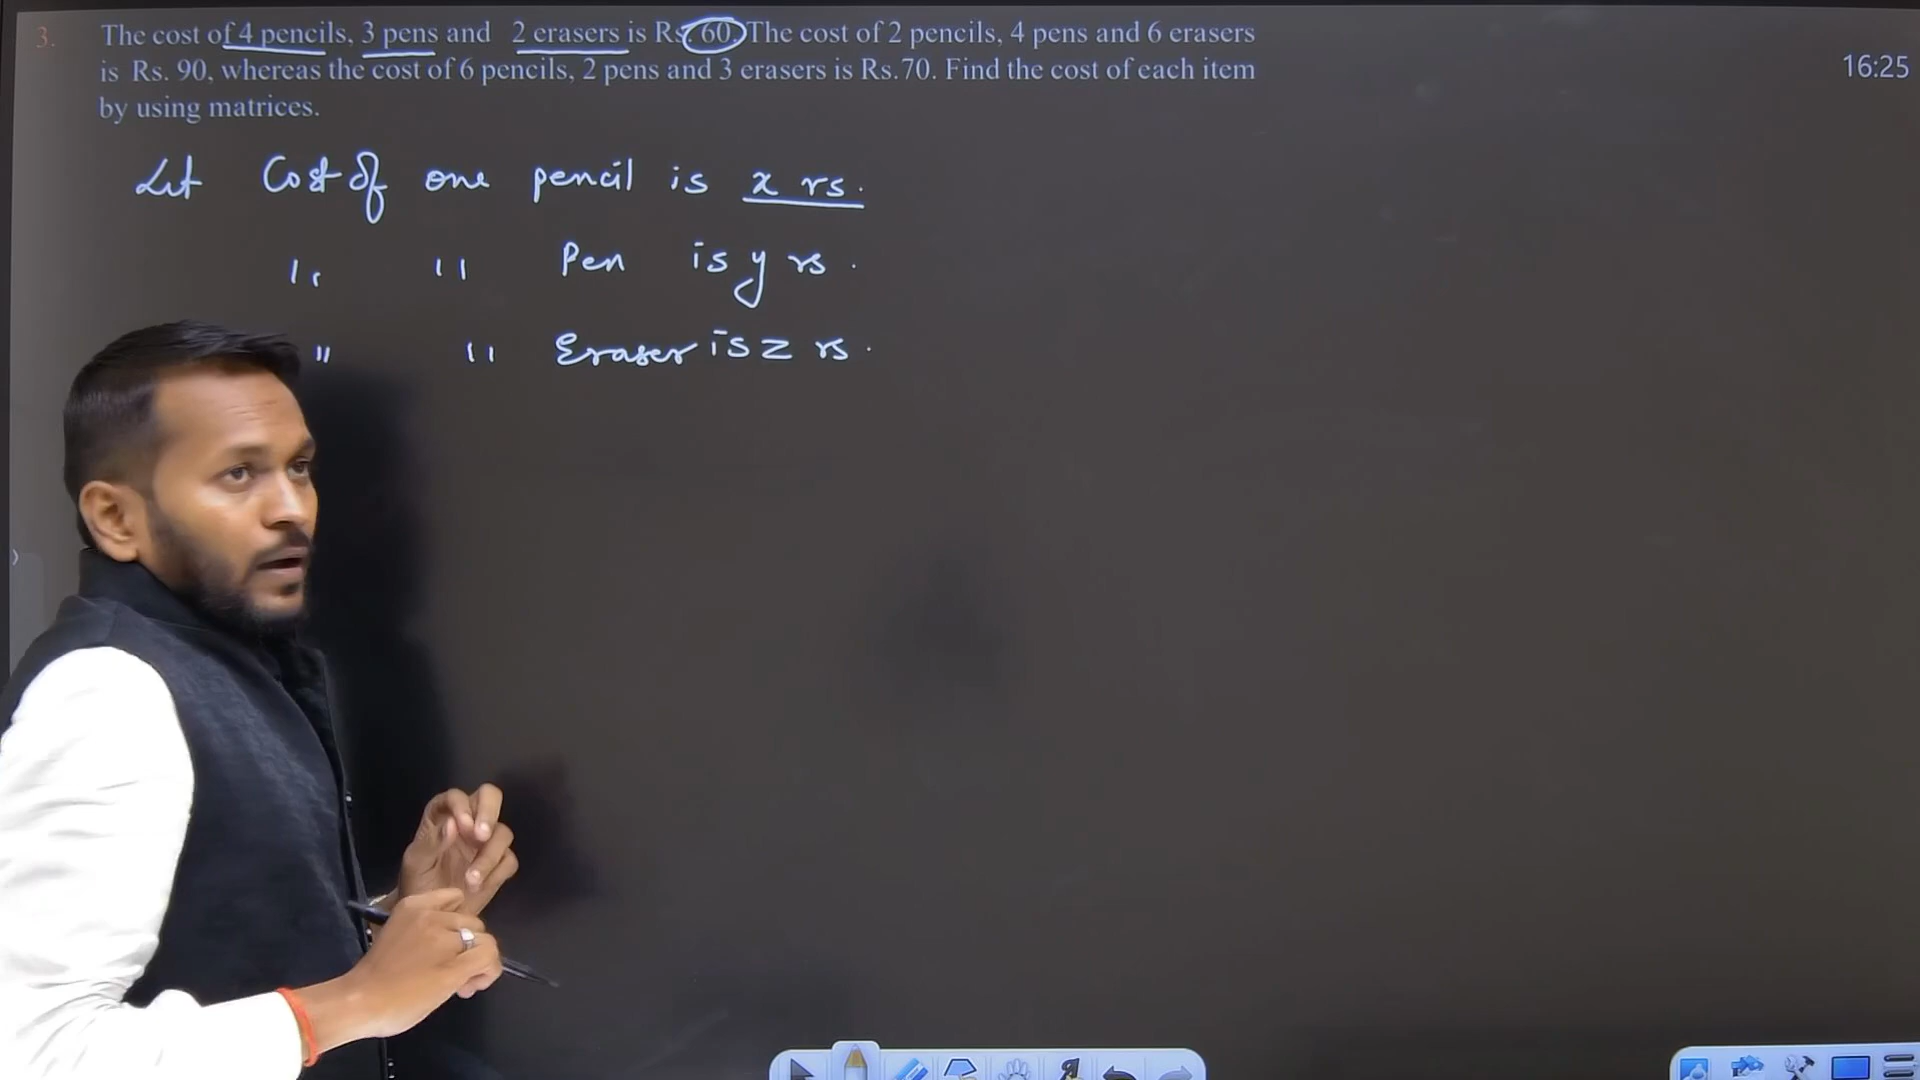 3. The cost of 4 pencils, 3 pens and 2 erasers is Rs. 60. The cost of 2 pencils, 4 pens and 6 erasers
is Rs. 90, whereas the cost of 6 pencils, 2 pens and 3 erasers is Rs.70. Find the cost of each item
by using matrices.
16:25
Let Cost of one pencil is x rs.
" " Pen is y rs.
" " Eraser is z rs.